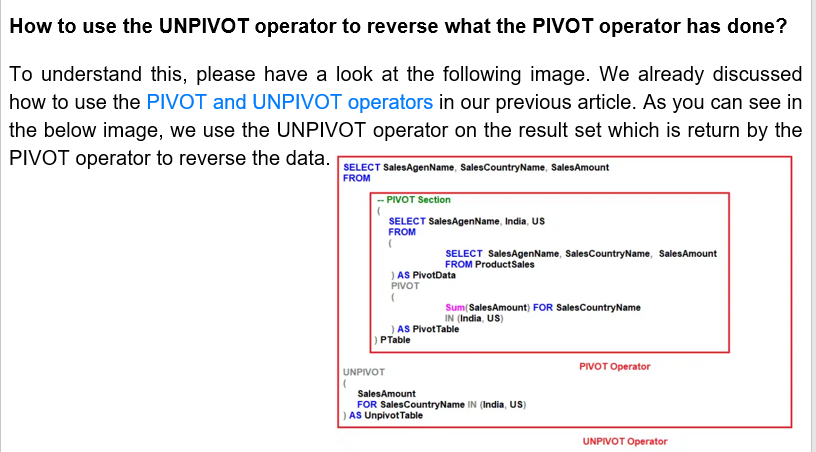 How to use the UNPIVOT operator to reverse what the PIVOT operator has done?
To understand this, please have a look at the following image. We already discussed
how to use the PIVOT and UNPIVOT operators in our previous article. As you can see in
the below image, we use the UNPIVOT operator on the result set which is return by the
PIVOT operator to reverse the data.
SELECT SalesAgenName, SalesCountryName, SalesAmount
FROM
-- PIVOT Section
(
SELECT SalesAgenName, India, US
FROM
(
SELECT SalesAgenName, SalesCountryName, SalesAmount
FROM ProductSales
) AS PivotData
PIVOT
(
Sum(SalesAmount) FOR SalesCountryName
IN (India, US)
) AS PivotTable
) PTable
PIVOT Operator
UNPIVOT
(
SalesAmount
FOR SalesCountryName IN (India, US)
) AS UnpivotTable
UNPIVOT Operator